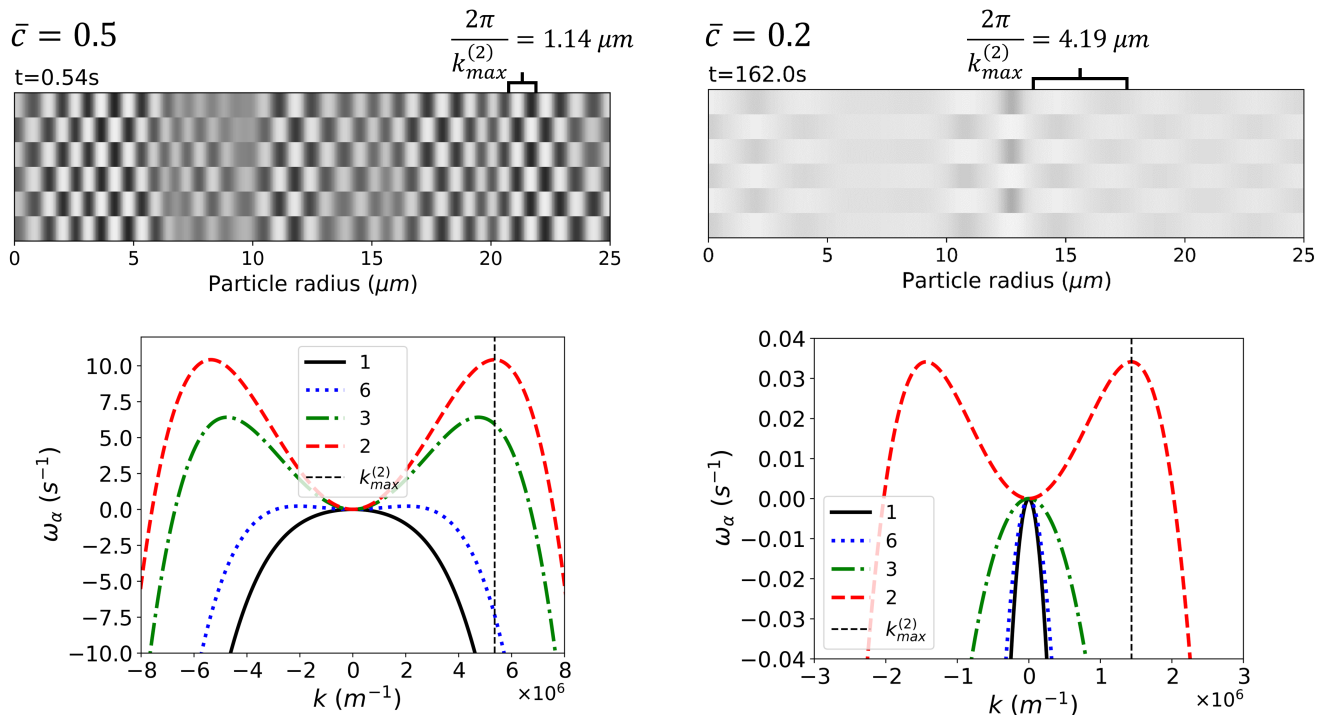 c̄ = 0.5
2π / k_max^(2) = 1.14 μm
t=0.54s
0 5 10 15 20 25
Particle radius (μm)
c̄ = 0.2
2π / k_max^(2) = 4.19 μm
t=162.0s
0 5 10 15 20 25
Particle radius (μm)
10.0
7.5
5.0
2.5
0.0
−2.5
−5.0
−7.5
−10.0
ω_α (s⁻¹)
1
6
3
2
k_max^(2)
−8 −6 −4 −2 0 2 4 6 8
×10⁶
k (m⁻¹)
0.04
0.03
0.02
0.01
0.00
−0.01
−0.02
−0.03
−0.04
ω_α (s⁻¹)
1
6
3
2
k_max^(2)
−3 −2 −1 0 1 2 3
×10⁶
k (m⁻¹)